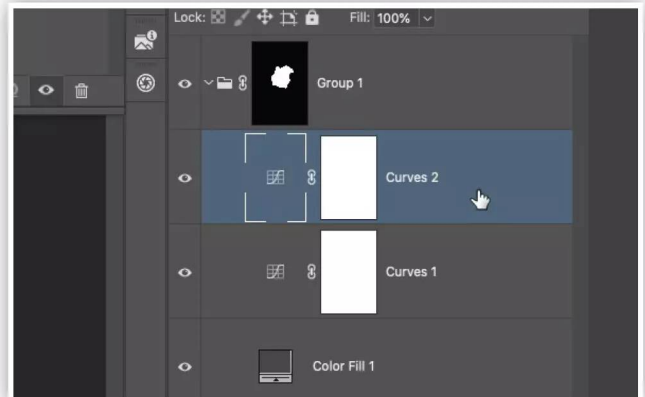 Lock: Fill: 100%
Group 1
Curves 2
Curves 1
Color Fill 1